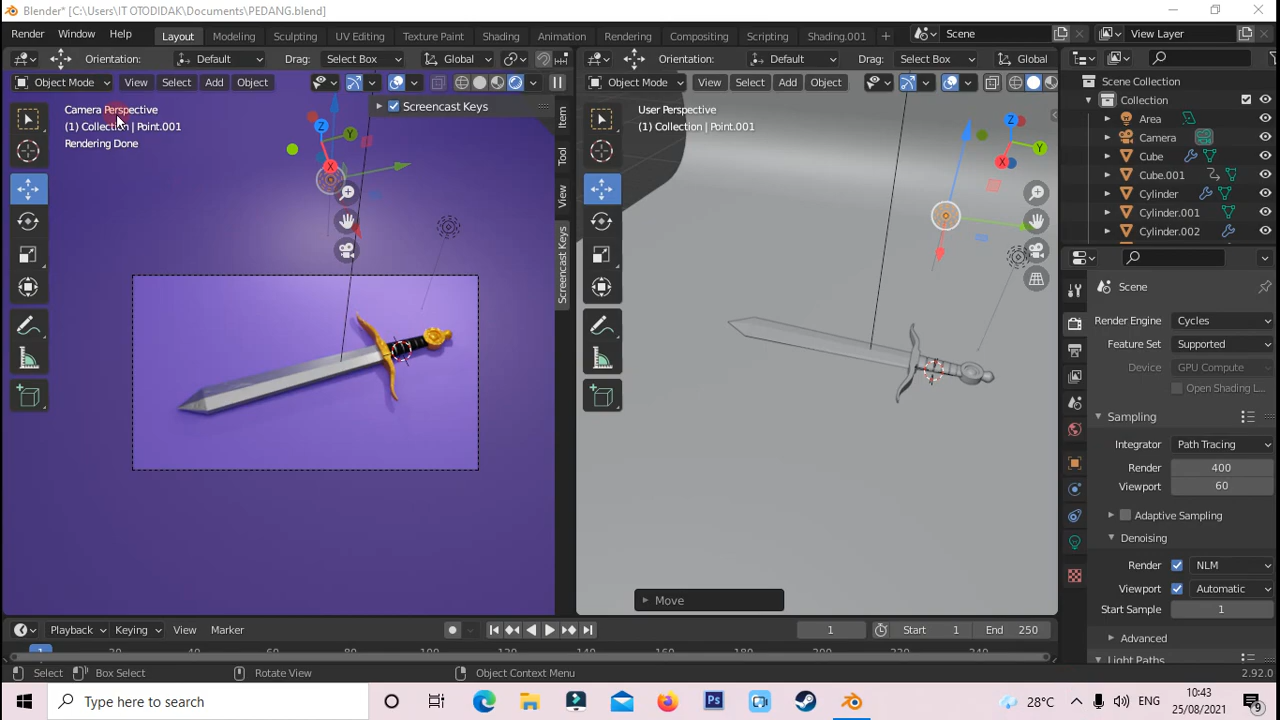 Blender* [C:\Users\IT OTODIDAK\Documents\PEDANG.blend]
Render Window Help Layout Modeling Sculpting UV Editing Texture Paint Shading Animation Rendering Compositing Scripting Shading.001 Scene View Layer
Orientation: Default Drag: Select Box Global
Orientation: Default Drag: Select Box Global
Object Mode View Select Add Object
Object Mode View Select Add Object
Screencast Keys
Camera Perspective
(1) Collection | Point.001
Rendering Done
Item
Tool
View
Screencast Keys
X
Y
Z
User Perspective
(1) Collection | Point.001
X
Y
Z
Move
Scene Collection
Collection
Area
Camera
Cube
Cube.001
Cylinder
Cylinder.001
Cylinder.002
Scene
Render Engine Cycles
Feature Set Supported
Device GPU Compute
Open Shading L...
Sampling
Integrator Path Tracing
Render 400
Viewport 60
Adaptive Sampling
Denoising
Render NLM
Viewport Automatic
Start Sample 1
Advanced
Light Paths
Playback Keying View Marker 1 Start 1 End 250
Select Box Select Rotate View Object Context Menu 2.92.0
Type here to search
Ps
28°C ENG
10:43
25/08/2021
9